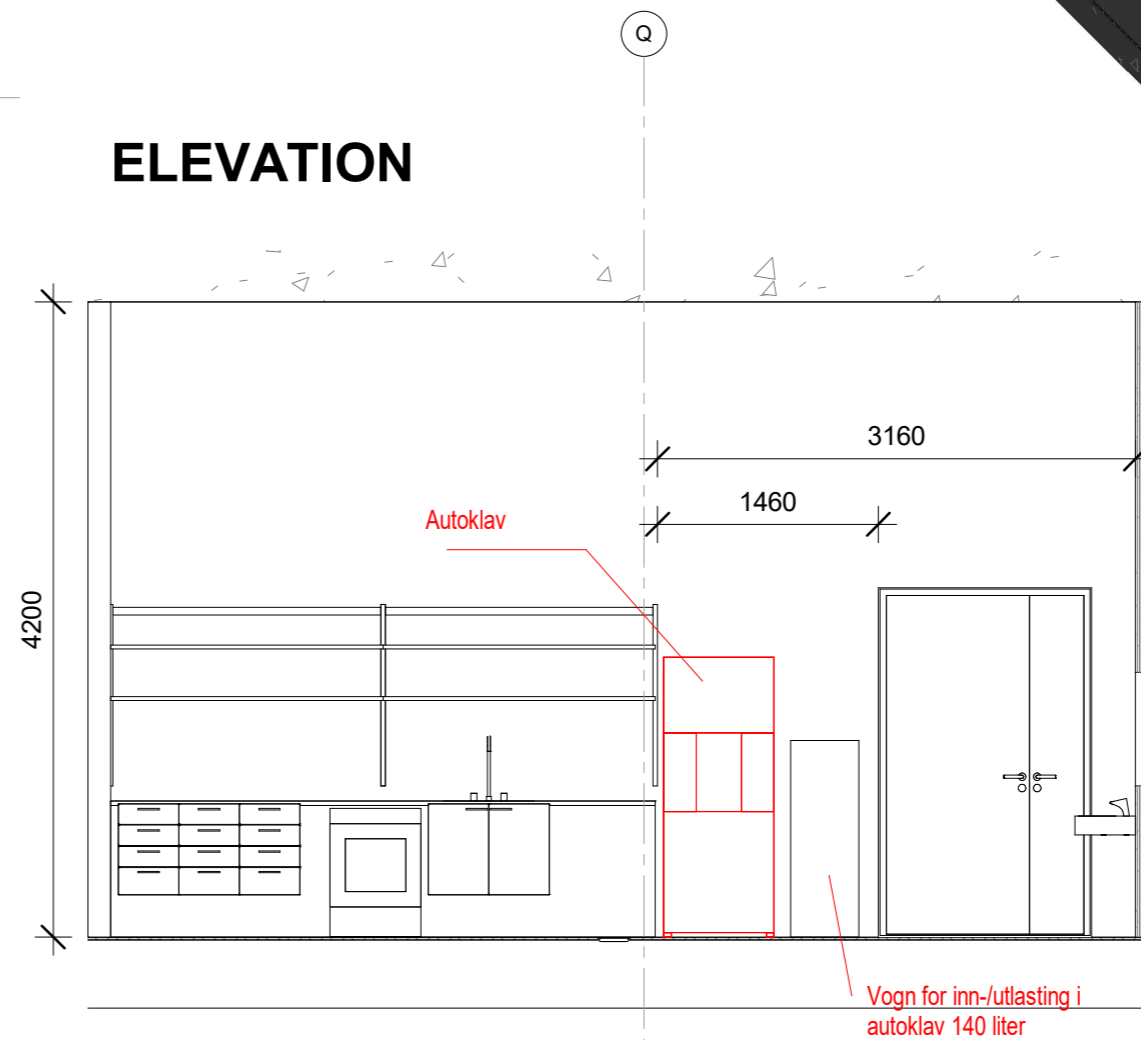 Q
ELEVATION
3160
1460
Autoklav
4200
Vogn for inn-/utlasting i
autoklav 140 liter